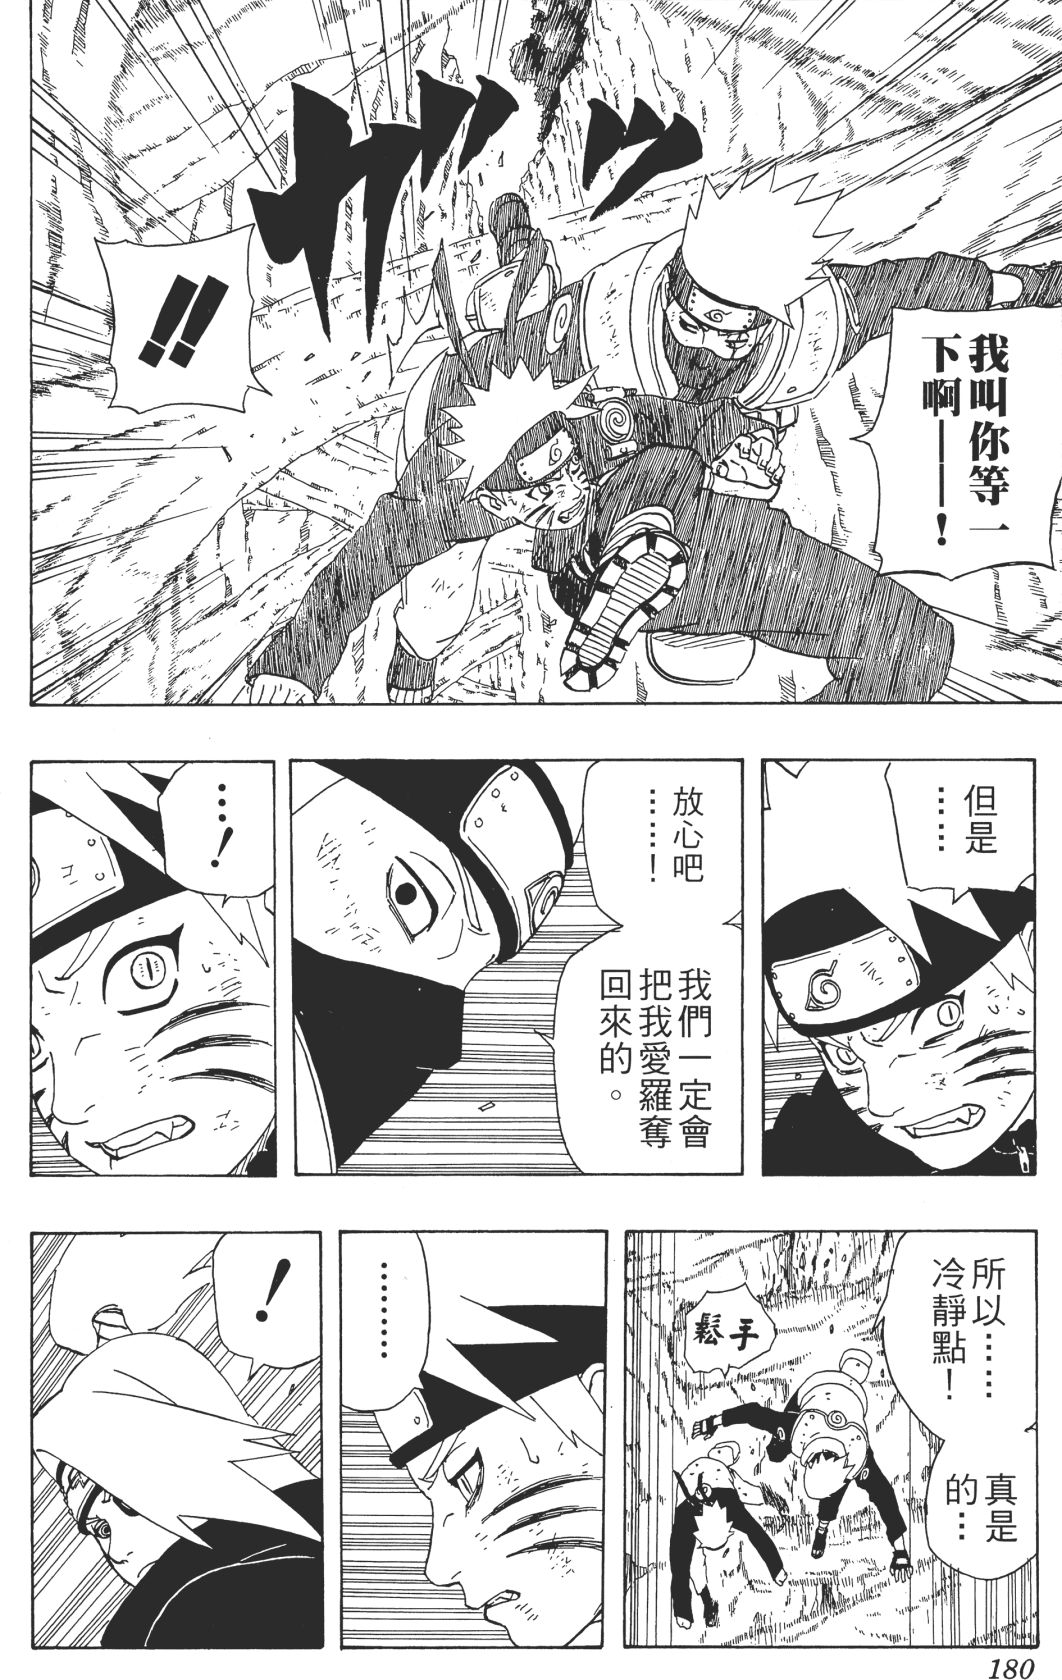 我叫你等一
下啊——!
!!
ガガッ
但是
……
放心吧
……!
我們一定會
把我愛羅奪
回來的。
…!
所以……
冷靜點!
真是
的…
鬆手
………
!
180